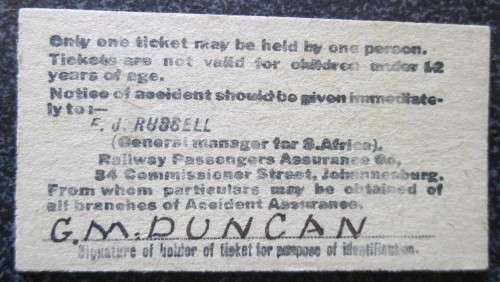 Only one ticket may be held by one person.
Tickets are not valid for children under 12
years of age.
Notice of accident should be given immediate-
ly to:—
F. J. RUSSELL
(General manager for S.Africa).
Railway Passengers Assurance Co,
84 Commissioner Street, Johannesburg.
From whom particulars may be obtained of
all branches of Accident Assurance.
G.M.DUNCAN
Signature of holder of ticket for purpose of identification.